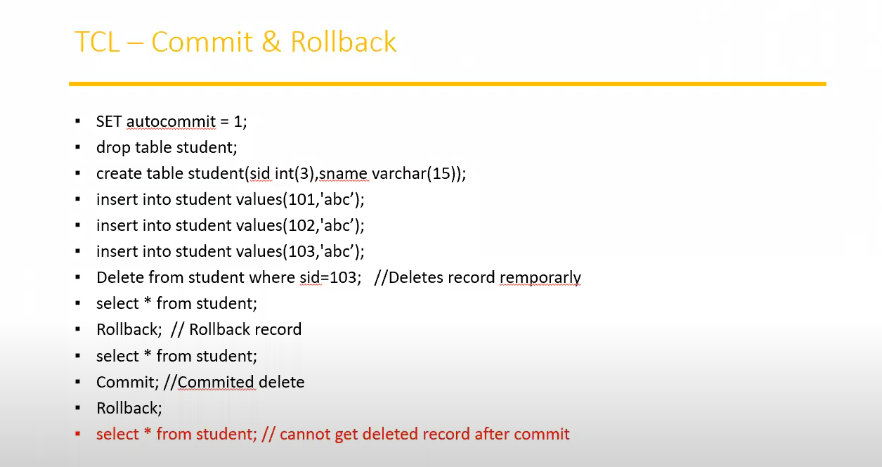 TCL – Commit & Rollback
▪ SET autocommit = 1;
▪ drop table student;
▪ create table student(sid int(3),sname varchar(15));
▪ insert into student values(101,'abc’);
▪ insert into student values(102,'abc’);
▪ insert into student values(103,'abc’);
▪ Delete from student where sid=103; //Deletes record remporarly
▪ select * from student;
▪ Rollback; // Rollback record
▪ select * from student;
▪ Commit; //Commited delete
▪ Rollback;
▪ select * from student; // cannot get deleted record after commit